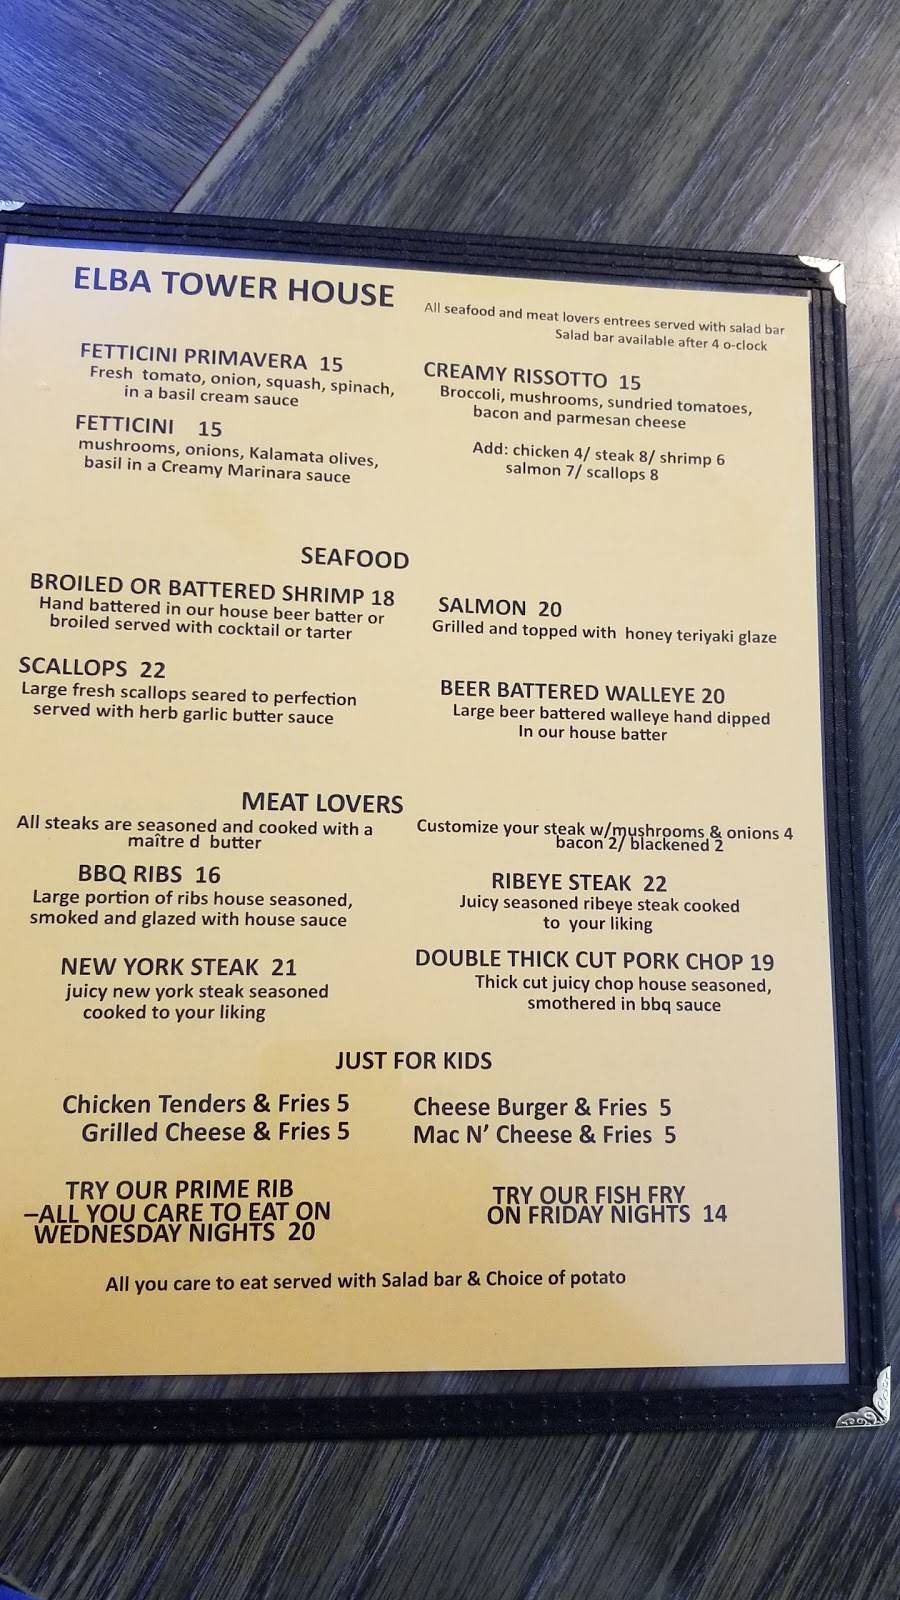 ELBA TOWER HOUSE
All seafood and meat lovers entrees served with salad bar
Salad bar available after 4 o-clock
FETTICINI PRIMAVERA 15
Fresh tomato, onion, squash, spinach,
in a basil cream sauce
FETTICINI 15
mushrooms, onions, Kalamata olives,
basil in a Creamy Marinara sauce
CREAMY RISSOTTO 15
Broccoli, mushrooms, sundried tomatoes,
bacon and parmesan cheese
Add: chicken 4/ steak 8/ shrimp 6
salmon 7/ scallops 8
SEAFOOD
BROILED OR BATTERED SHRIMP 18
Hand battered in our house beer batter or
broiled served with cocktail or tarter
SALMON 20
Grilled and topped with honey teriyaki glaze
SCALLOPS 22
Large fresh scallops seared to perfection
served with herb garlic butter sauce
BEER BATTERED WALLEYE 20
Large beer battered walleye hand dipped
In our house batter
MEAT LOVERS
All steaks are seasoned and cooked with a
maître d butter
Customize your steak w/mushrooms & onions 4
bacon 2/ blackened 2
BBQ RIBS 16
Large portion of ribs house seasoned,
smoked and glazed with house sauce
RIBEYE STEAK 22
Juicy seasoned ribeye steak cooked
to your liking
NEW YORK STEAK 21
juicy new york steak seasoned
cooked to your liking
DOUBLE THICK CUT PORK CHOP 19
Thick cut juicy chop house seasoned,
smothered in bbq sauce
JUST FOR KIDS
Chicken Tenders & Fries 5
Grilled Cheese & Fries 5
Cheese Burger & Fries 5
Mac N' Cheese & Fries 5
TRY OUR PRIME RIB
–ALL YOU CARE TO EAT ON
WEDNESDAY NIGHTS 20
TRY OUR FISH FRY
ON FRIDAY NIGHTS 14
All you care to eat served with Salad bar & Choice of potato